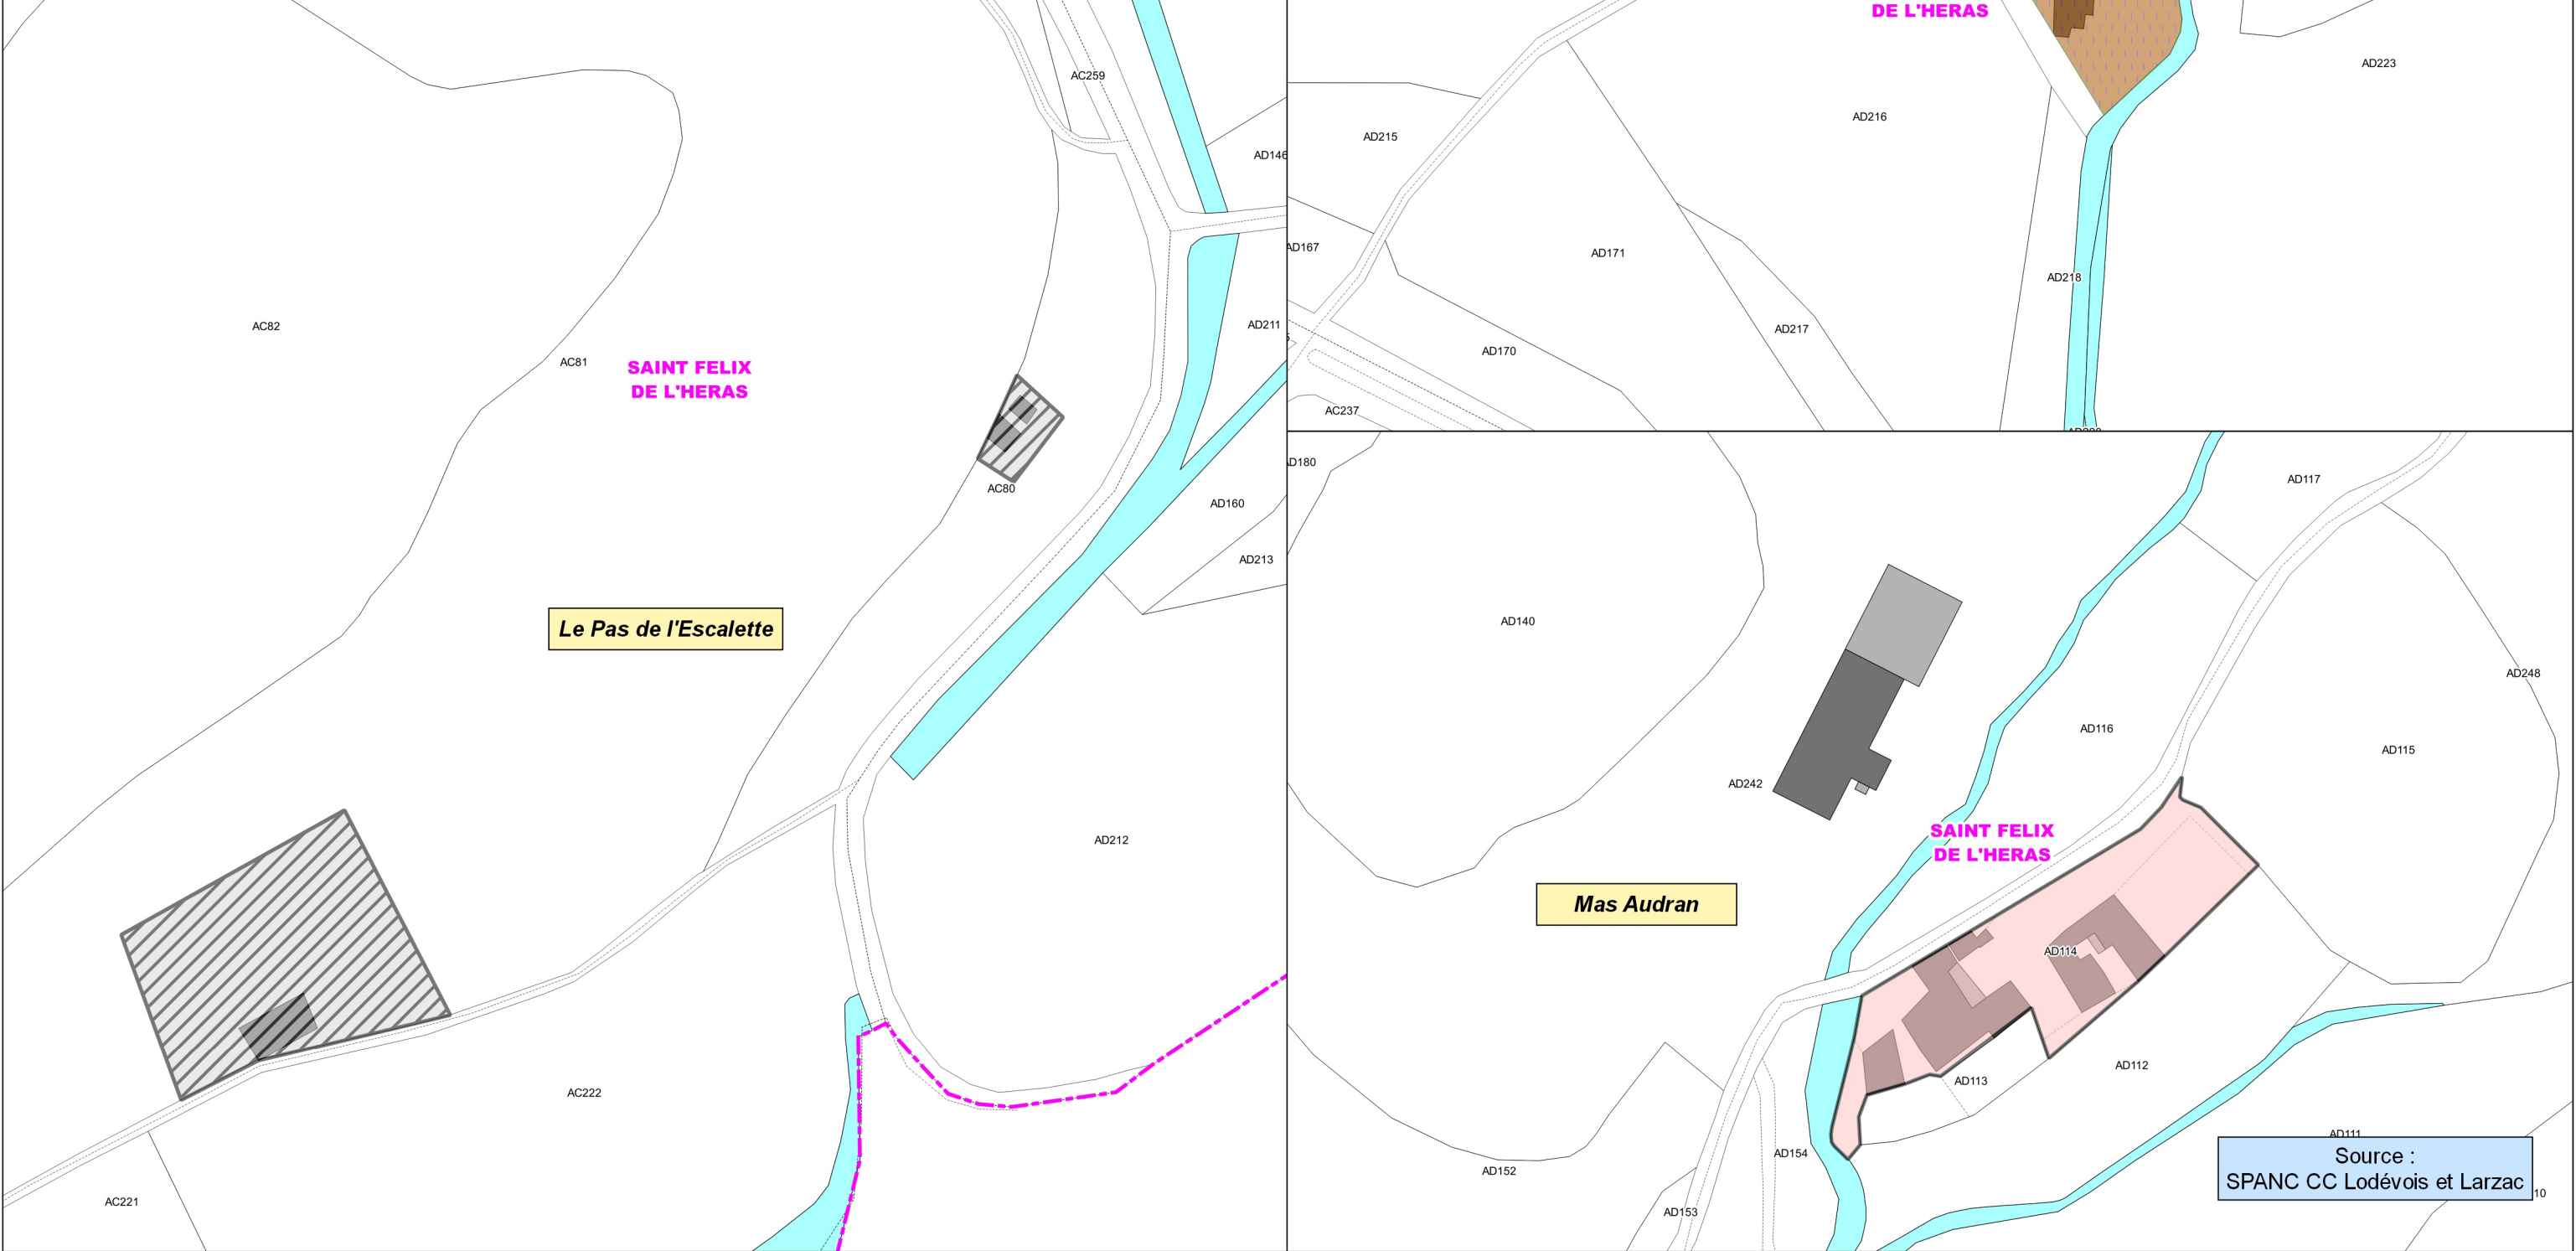 AC259
AD146
AC82
AC81
SAINT FELIX
DE L'HERAS
AD211
AC80
AD160
AD213
Le Pas de l'Escalette
AD212
AC222
AC221
DE L'HERAS
AD223
AD215
AD216
AD167
AD171
AD218
AD217
AD170
AC237
AD180
AD117
AD140
AD248
AD116
AD115
AD242
SAINT FELIX
DE L'HERAS
Mas Audran
AD114
AD112
AD113
AD111
AD154
AD152
AD153
Source :
SPANC CC Lodévois et Larzac
10